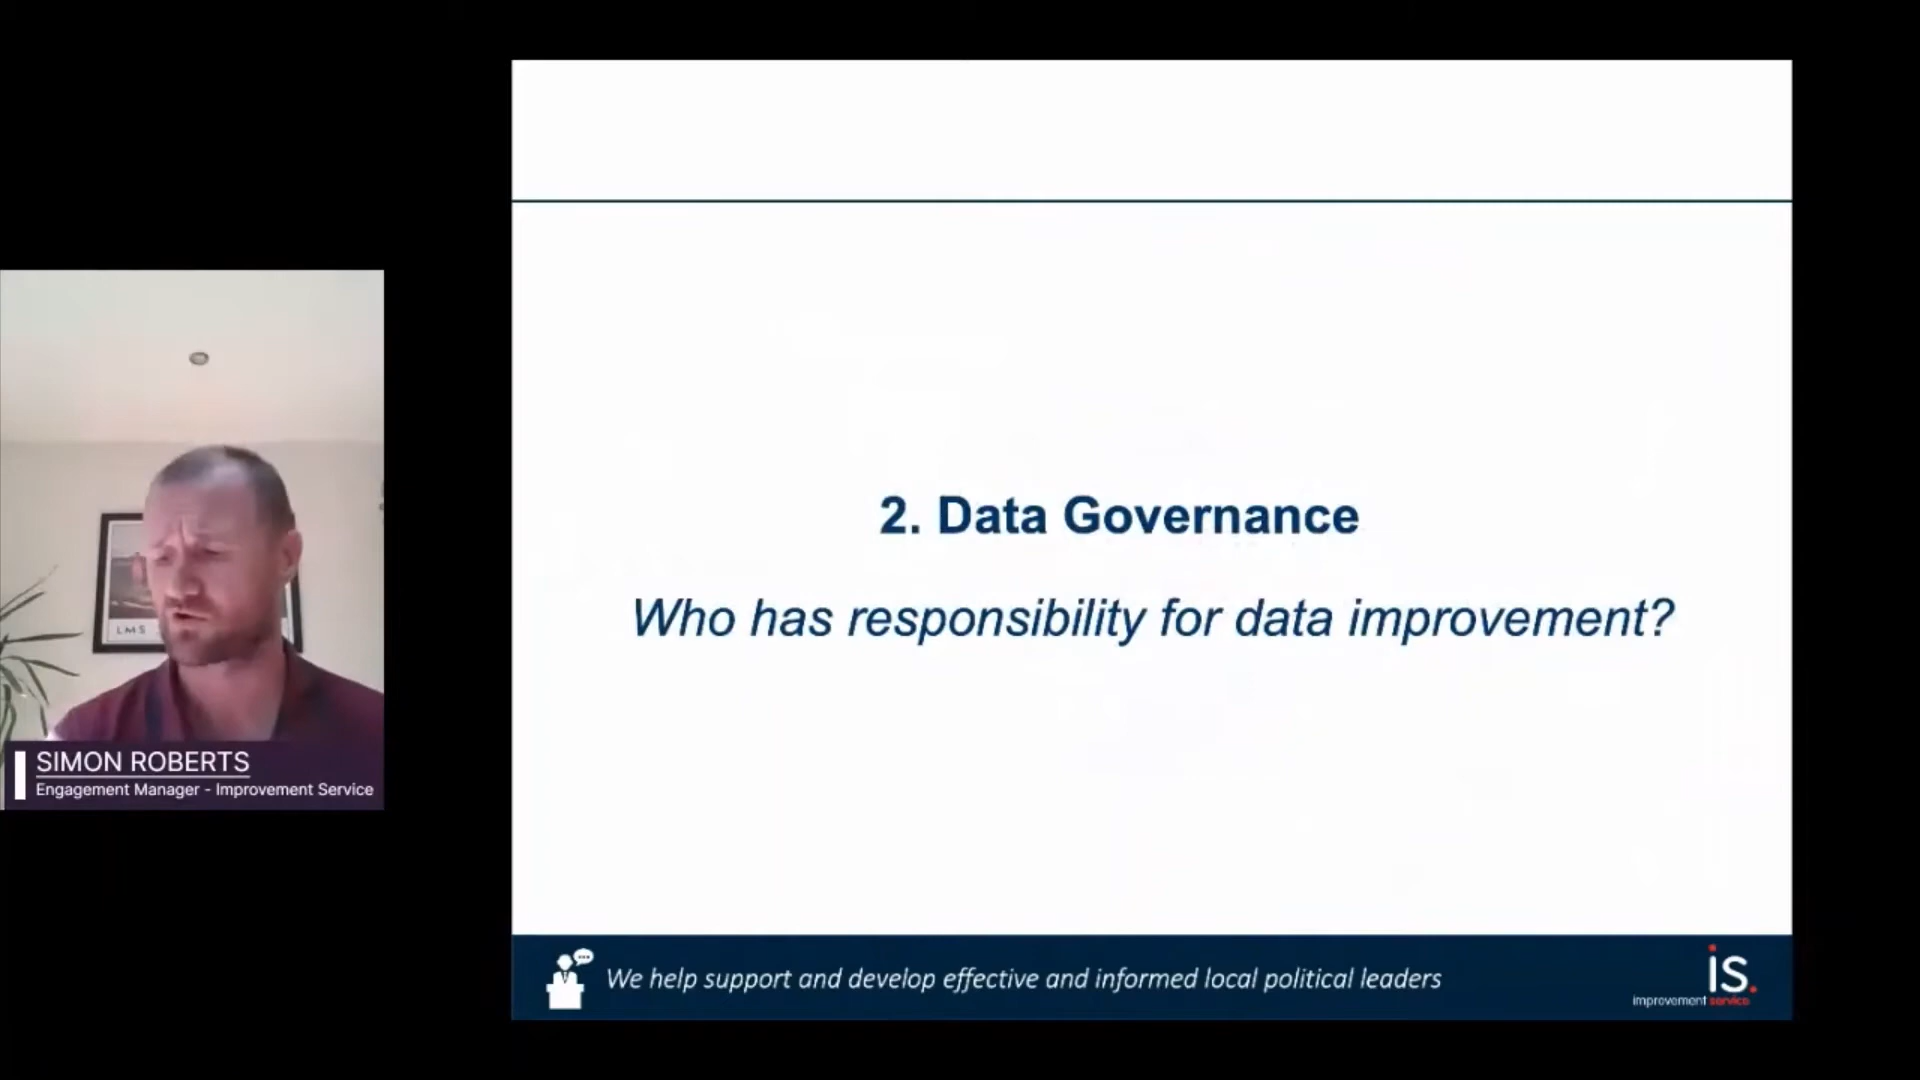 2. Data Governance
Who has responsibility for data improvement?
LMS
SIMON ROBERTS
Engagement Manager - Improvement Service
We help support and develop effective and informed local political leaders
is.
improvement service